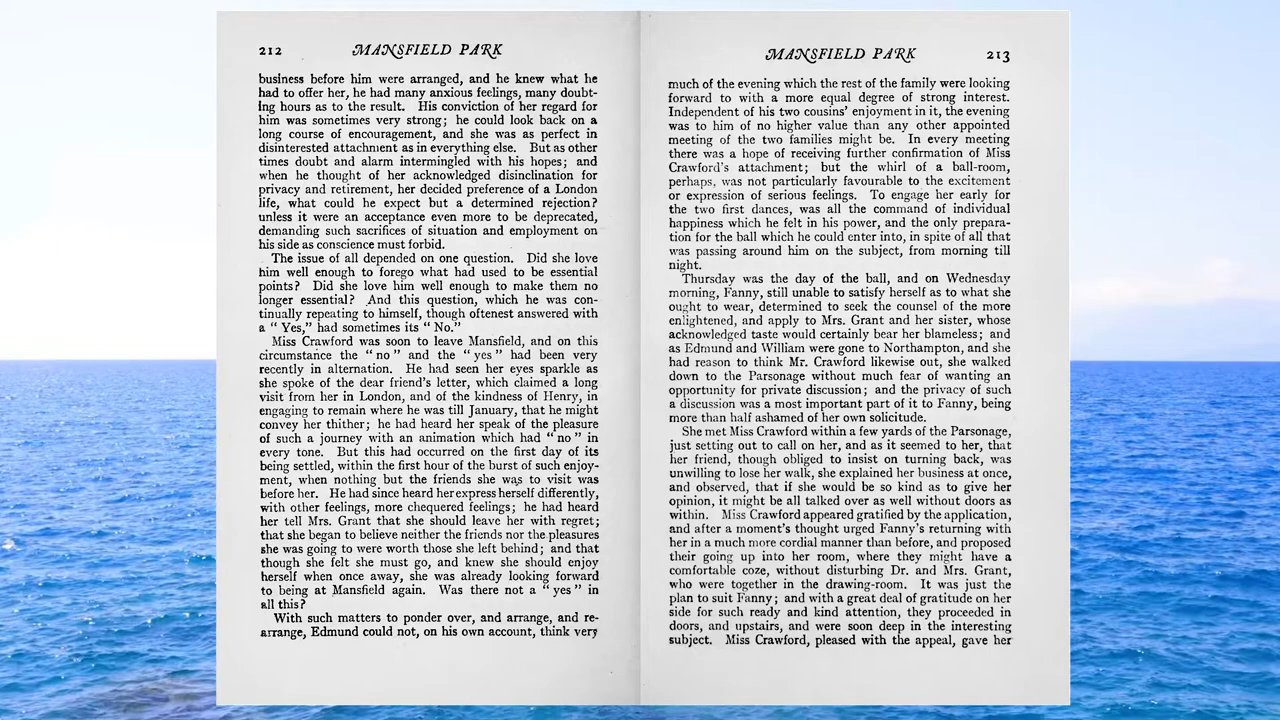 212 MANSFIELD PARK
business before him were arranged, and he knew what he
had to offer her, he had many anxious feelings, many doubt-
ing hours as to the result. His conviction of her regard for
him was sometimes very strong; he could look back on a
long course of encouragement, and she was as perfect in
disinterested attachment as in everything else. But as other
times doubt and alarm intermingled with his hopes; and
when he thought of her acknowledged disinclination for
privacy and retirement, her decided preference of a London
life, what could he expect but a determined rejection?
unless it were an acceptance even more to be deprecated,
demanding such sacrifices of situation and employment on
his side as conscience must forbid.
The issue of all depended on one question. Did she love
him well enough to forego what had used to be essential
points? Did she love him well enough to make them no
longer essential? And this question, which he was con-
tinually repeating to himself, though oftenest answered with
a “ Yes,” had sometimes its “ No.”
Miss Crawford was soon to leave Mansfield, and on this
circumstance the “ no ” and the “ yes ” had been very
recently in alternation. He had seen her eyes sparkle as
she spoke of the dear friend's letter, which claimed a long
visit from her in London, and of the kindness of Henry, in
engaging to remain where he was till January, that he might
convey her thither; he had heard her speak of the pleasure
of such a journey with an animation which had “ no ” in
every tone. But this had occurred on the first day of its
being settled, within the first hour of the burst of such enjoy-
ment, when nothing but the friends she was to visit was
before her. He had since heard her express herself differently,
with other feelings, more chequered feelings; he had heard
her tell Mrs. Grant that she should leave her with regret;
that she began to believe neither the friends nor the pleasures
she was going to were worth those she left behind; and that
though she felt she must go, and knew she should enjoy
herself when once away, she was already looking forward
to being at Mansfield again. Was there not a “ yes ” in
all this?
With such matters to ponder over, and arrange, and re-
arrange, Edmund could not, on his own account, think very
MANSFIELD PARK 213
much of the evening which the rest of the family were looking
forward to with a more equal degree of strong interest.
Independent of his two cousins' enjoyment in it, the evening
was to him of no higher value than any other appointed
meeting of the two families might be. In every meeting
there was a hope of receiving further confirmation of Miss
Crawford's attachment; but the whirl of a ball-room,
perhaps, was not particularly favourable to the excitement
or expression of serious feelings. To engage her early for
the two first dances, was all the command of individual
happiness which he felt in his power, and the only prepara-
tion for the ball which he could enter into, in spite of all that
was passing around him on the subject, from morning till
night.
Thursday was the day of the ball, and on Wednesday
morning, Fanny, still unable to satisfy herself as to what she
ought to wear, determined to seek the counsel of the more
enlightened, and apply to Mrs. Grant and her sister, whose
acknowledged taste would certainly bear her blameless; and
as Edmund and William were gone to Northampton, and she
had reason to think Mr. Crawford likewise out, she walked
down to the Parsonage without much fear of wanting an
opportunity for private discussion; and the privacy of such
a discussion was a most important part of it to Fanny, being
more than half ashamed of her own solicitude.
She met Miss Crawford within a few yards of the Parsonage,
just setting out to call on her, and as it seemed to her, that
her friend, though obliged to insist on turning back, was
unwilling to lose her walk, she explained her business at once,
and observed, that if she would be so kind as to give her
opinion, it might be all talked over as well without doors as
within. Miss Crawford appeared gratified by the application,
and after a moment's thought urged Fanny's returning with
her in a much more cordial manner than before, and proposed
their going up into her room, where they might have a
comfortable coze, without disturbing Dr. and Mrs. Grant,
who were together in the drawing-room. It was just the
plan to suit Fanny; and with a great deal of gratitude on her
side for such ready and kind attention, they proceeded in
doors, and upstairs, and were soon deep in the interesting
subject. Miss Crawford, pleased with the appeal, gave her